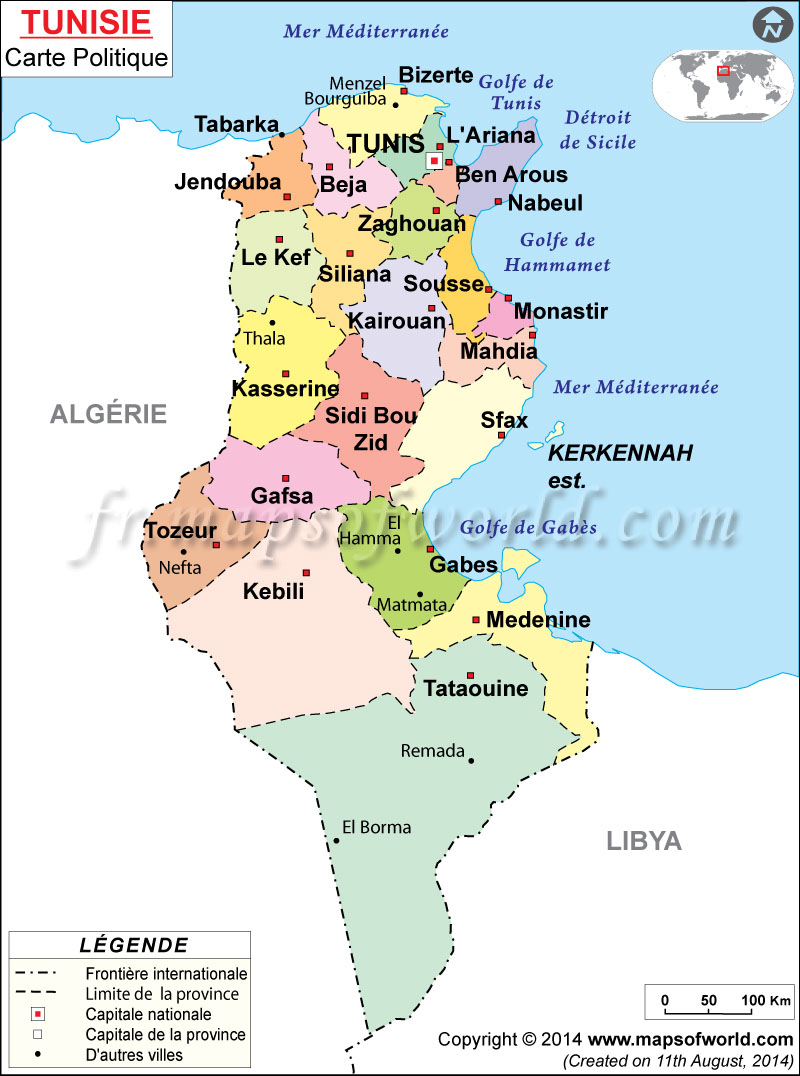 TUNISIE
Carte Politique
N
Mer Méditerranée
Bizerte
Menzel
Bourguiba
Golfe de
Tunis
Détroit
de Sicile
Tabarka
TUNIS
L'Ariana
Ben Arous
Jendouba
Beja
Nabeul
Zaghouan
Le Kef
Siliana
Golfe de
Hammamet
Sousse
Monastir
Kairouan
Thala
Mahdia
Kasserine
Mer Méditerranée
ALGÉRIE
Sidi Bou
Zid
Sfax
KERKENNAH
est.
Gafsa
fr.mapsofworld.com
Tozeur
El
Hamma
Golfe de Gabès
Nefta
Gabes
Kebili
Matmata
Medenine
Tataouine
Remada
El Borma
LIBYA
LÉGENDE
Frontière internationale
Limite de la province
Capitale nationale
Capitale de la province
D'autres villes
0 50 100 Km
Copyright © 2014 www.mapsofworld.com
(Created on 11th August, 2014)